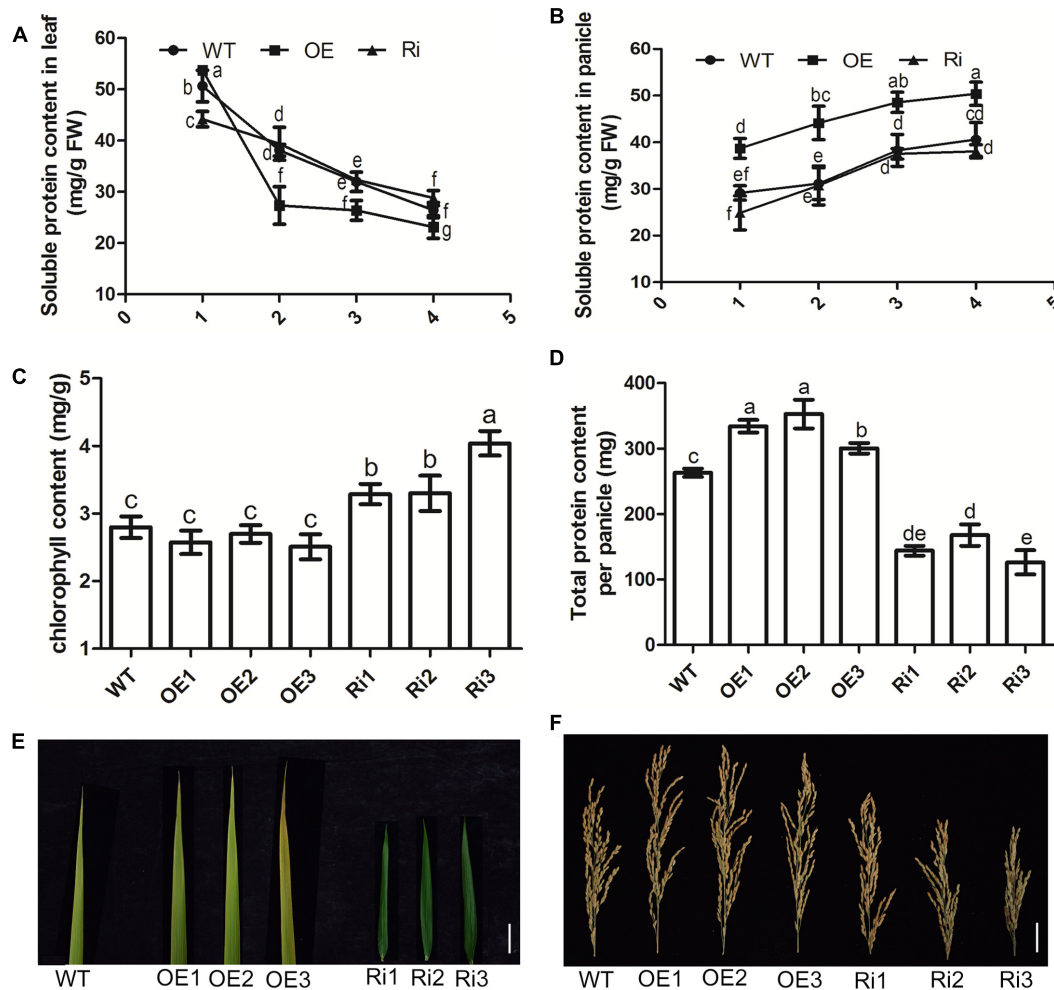 A
Soluble protein content in leaf
(mg/g FW)
60
50
40
30
20
10
WT OE Ri
a
b
c
d
d
f
e
e
f
f
f
g
0 1 2 3 4 5
B
Soluble protein content in panicle
(mg/g FW)
60
50
40
30
20
10
WT OE Ri
d
bc
ab
a
ef
f
e
e
d
d
cd
d
0 1 2 3 4 5
C
chlorophyll content (mg/g)
5
4
3
2
1
c c c c b b a
WT OE1 OE2 OE3 Ri1 Ri2 Ri3
D
Total protein content
per panicle (mg)
400
300
200
100
0
c a a b de d e
WT OE1 OE2 OE3 Ri1 Ri2 Ri3
E
WT OE1 OE2 OE3 Ri1 Ri2 Ri3
F
WT OE1 OE2 OE3 Ri1 Ri2 Ri3